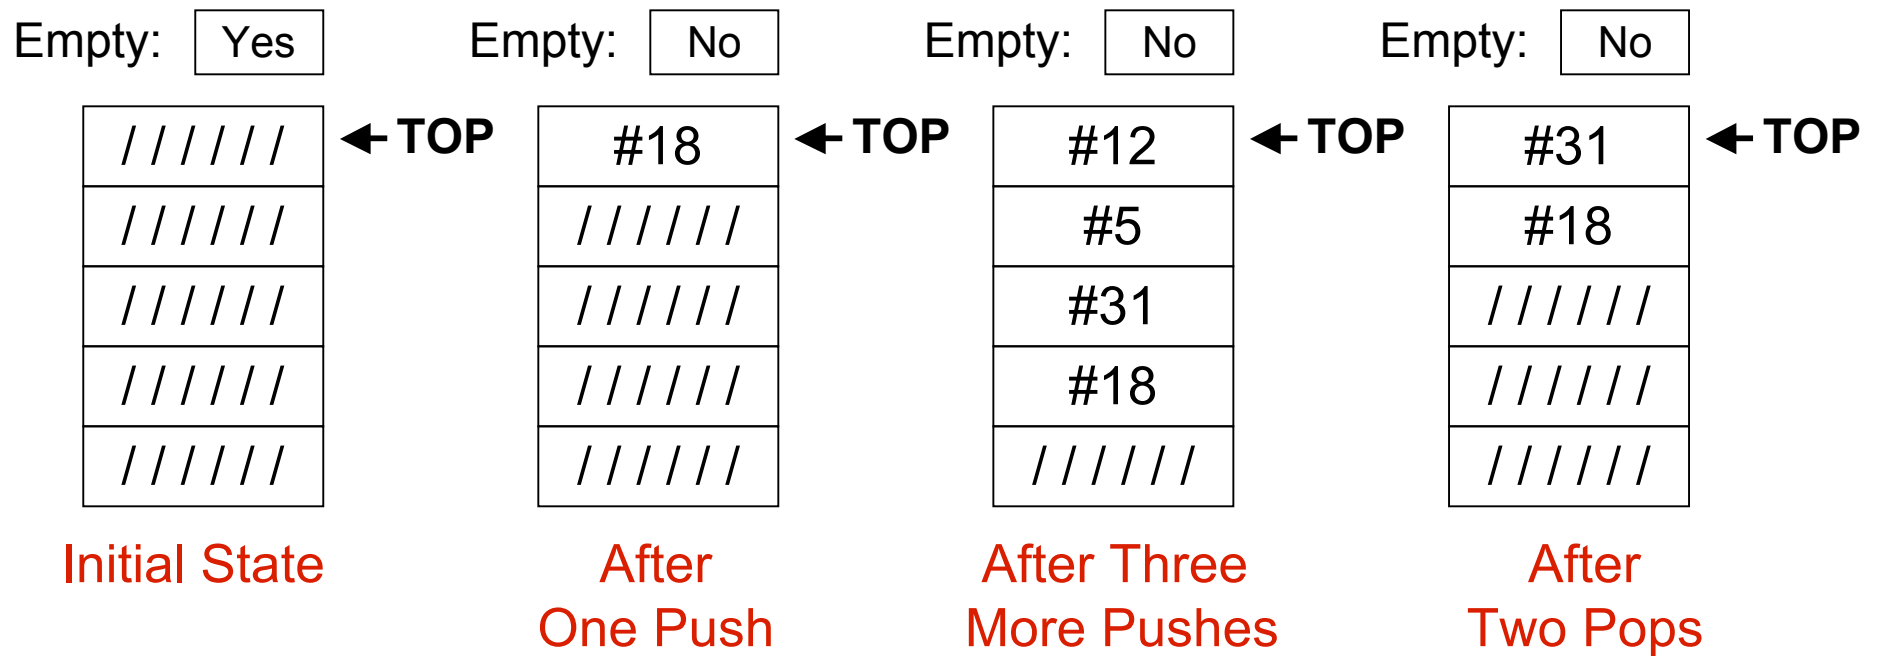 Empty: Yes
Empty: No
Empty: No
Empty: No
/ / / / / / TOP
#18 TOP
#12 TOP
#31 TOP
/ / / / / /
/ / / / / /
#5
#18
/ / / / / /
/ / / / / /
#31
/ / / / / /
/ / / / / /
/ / / / / /
#18
/ / / / / /
/ / / / / /
/ / / / / /
/ / / / / /
/ / / / / /
Initial State
After
One Push
After Three
More Pushes
After
Two Pops